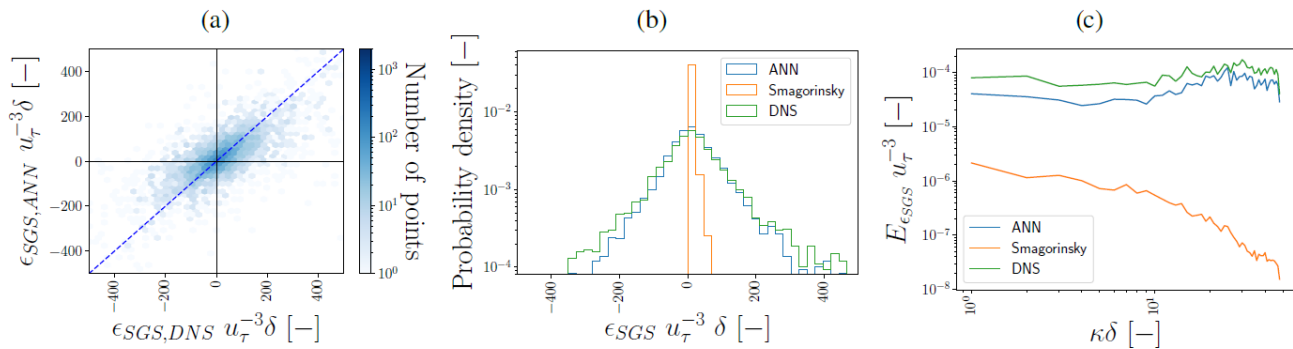 (a)
400
200
0
−200
−400
−400
−200
0
200
400
ϵ_{SGS,ANN} u_τ^{−3}δ [−]
ϵ_{SGS,DNS} u_τ^{−3}δ [−]
10^3
10^2
10^1
10^0
Number of points
(b)
ANN
Smagorinsky
DNS
10^{−2}
10^{−3}
10^{−4}
−400
−200
0
200
400
Probability density [−]
ϵ_{SGS} u_τ^{−3} δ [−]
(c)
10^{−4}
10^{−5}
10^{−6}
10^{−7}
10^{−8}
ANN
Smagorinsky
DNS
10^0
10^1
E_{ϵ_{SGS}} u_τ^{−3} [−]
κδ [−]